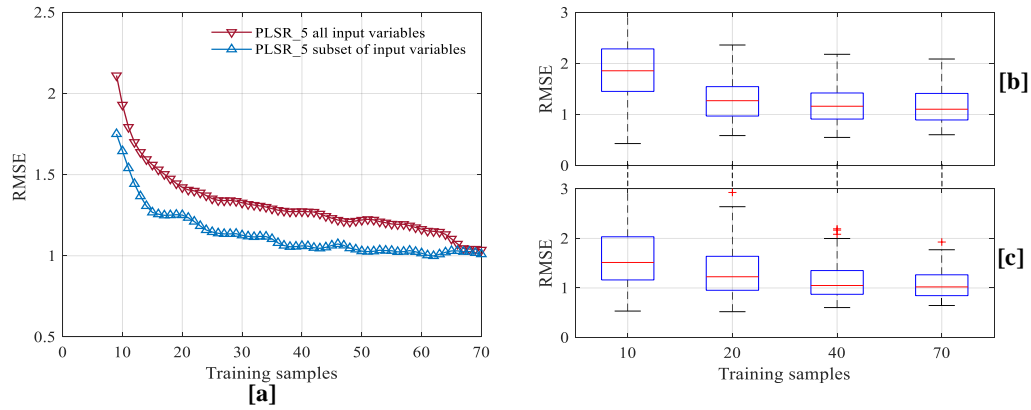 2.5
2
1.5
1
0.5
RMSE
PLSR_5 all input variables
PLSR_5 subset of input variables
0 10 20 30 40 50 60 70
Training samples
[a]
3
2
1
0
RMSE
[b]
3
2
1
0
RMSE
[c]
10 20 40 70
Training samples